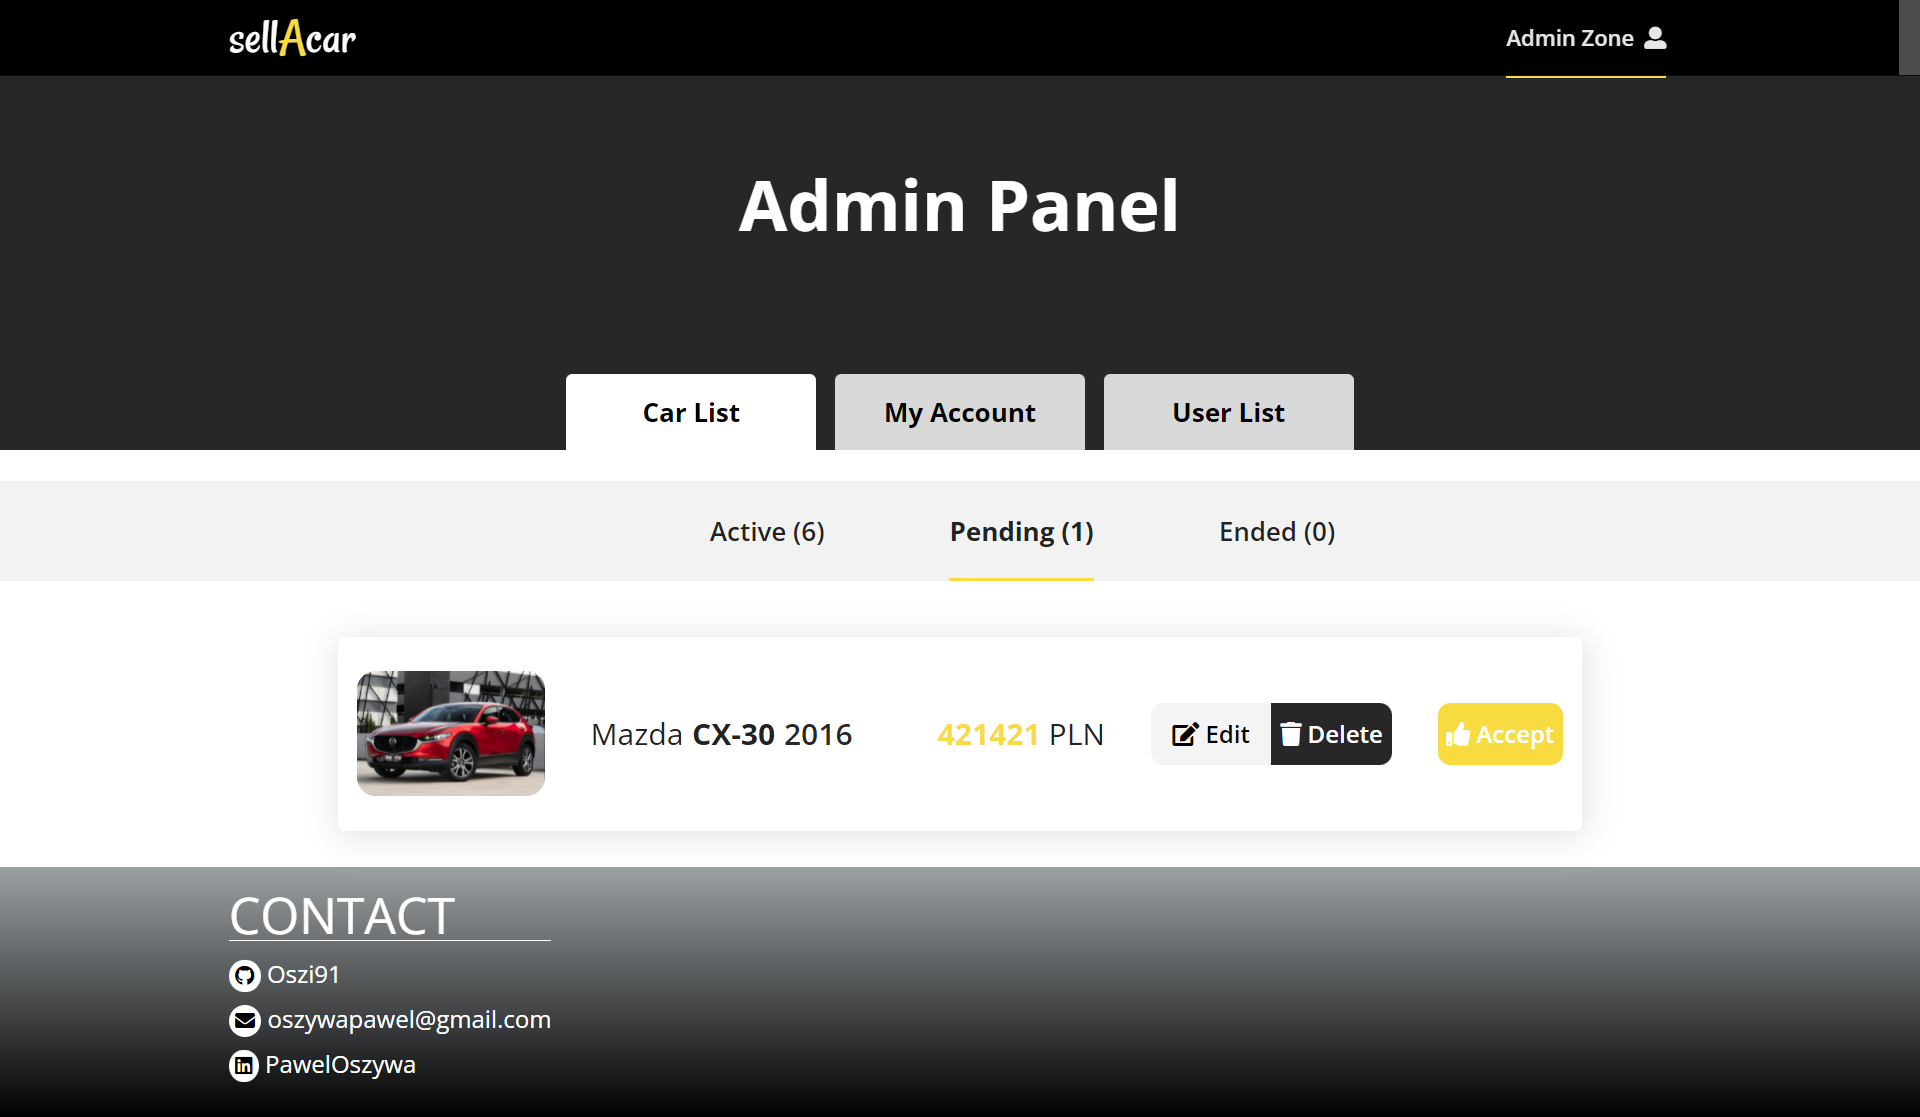 sellAcar
Admin Zone
Admin Panel
Car List
My Account
User List
Active (6)
Pending (1)
Ended (0)
Mazda CX-30 2016
421421 PLN
Edit
Delete
Accept
CONTACT
Oszi91
oszywapawel@gmail.com
in PawelOszywa